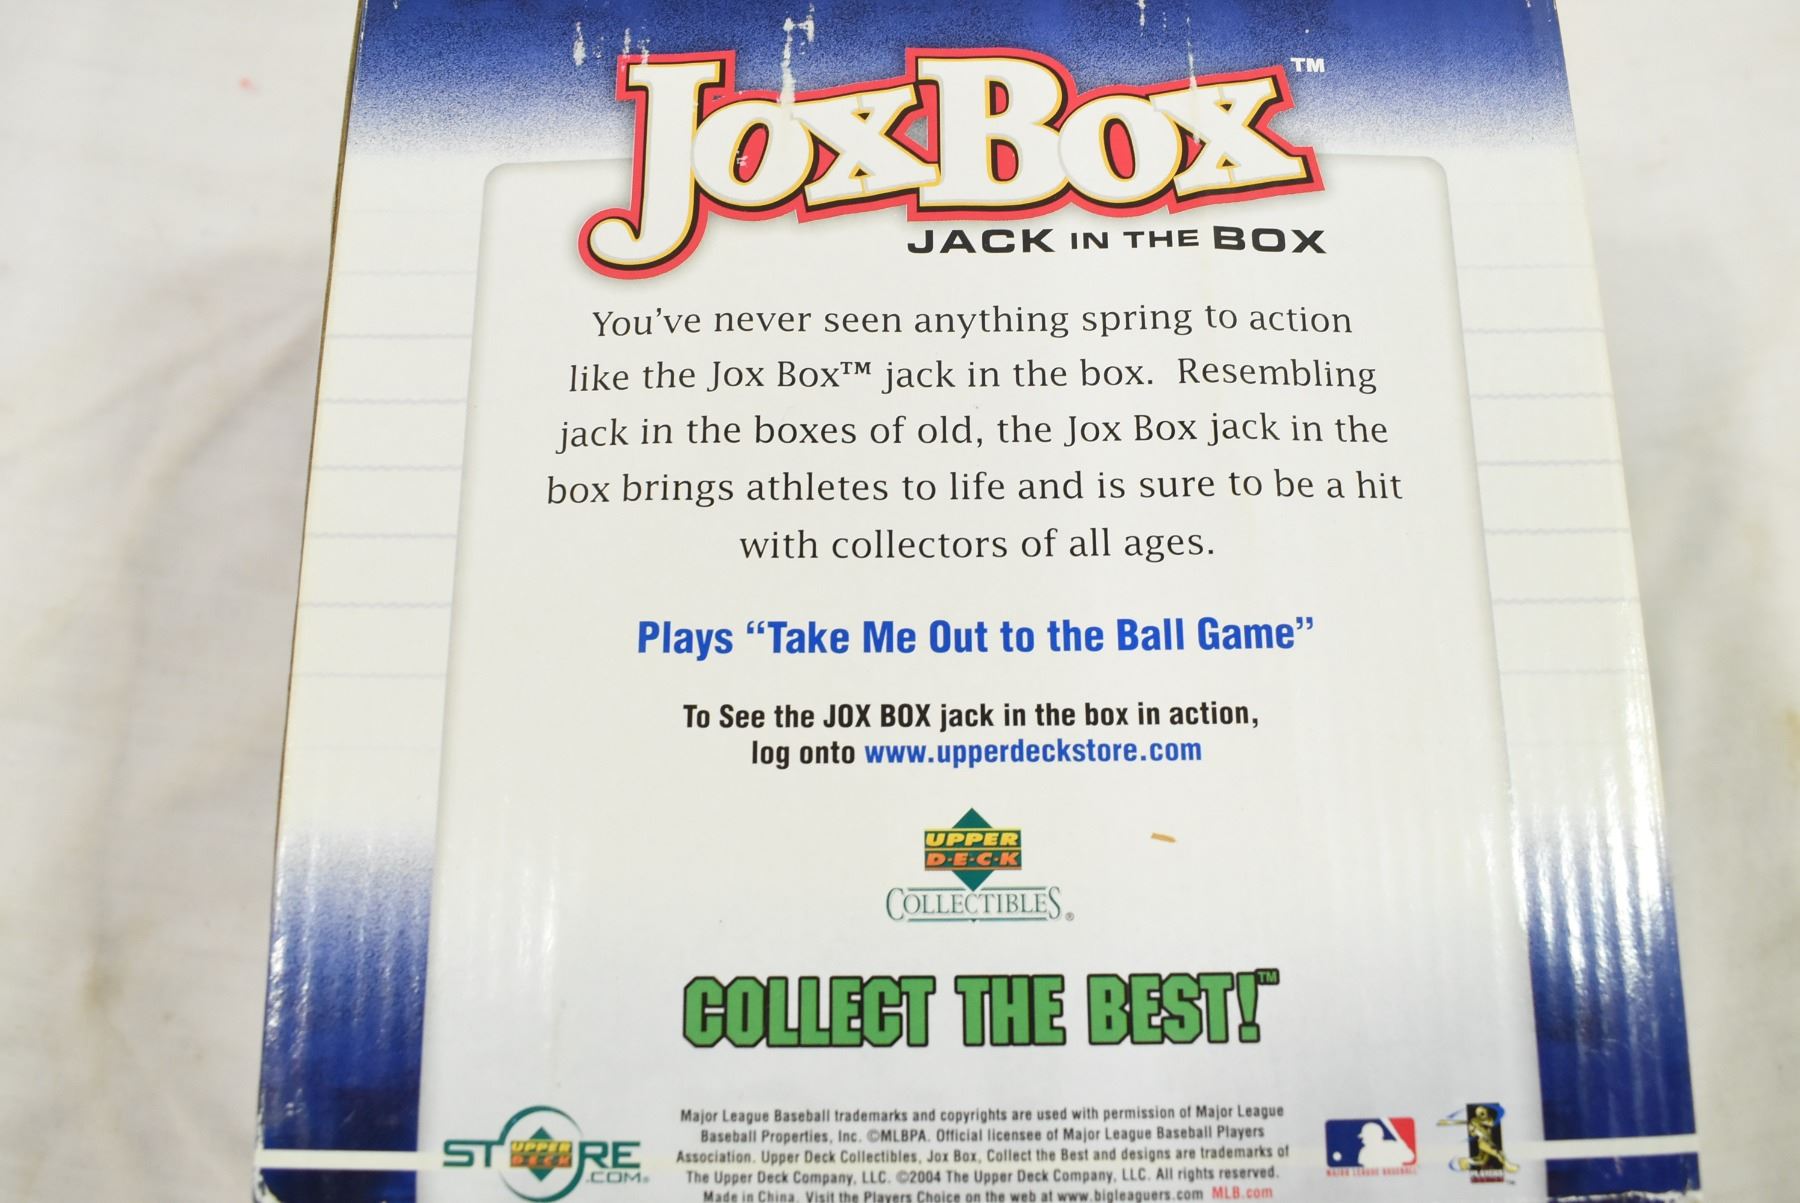 JoxBox™
JACK IN THE BOX
You've never seen anything spring to action
like the Jox Box™ jack in the box. Resembling
jack in the boxes of old, the Jox Box jack in the
box brings athletes to life and is sure to be a hit
with collectors of all ages.
Plays “Take Me Out to the Ball Game”
To See the JOX BOX jack in the box in action,
log onto www.upperdeckstore.com
UPPER
D·E·C·K
COLLECTIBLES®
COLLECT THE BEST!™
Major League Baseball trademarks and copyrights are used with permission of Major League
Baseball Properties, Inc. ©MLBPA. Official licensee of Major League Baseball Players
Association. Upper Deck Collectibles, Jox Box, Collect the Best and designs are trademarks of
The Upper Deck Company, LLC. ©2004 The Upper Deck Company, LLC. All rights reserved.
Made in China. Visit the Players Choice on the web at www.bigleaguers.com MLB.com
STORE
UPPER
DECK
.COM®
MAJOR LEAGUE BASEBALL
PLAYERS